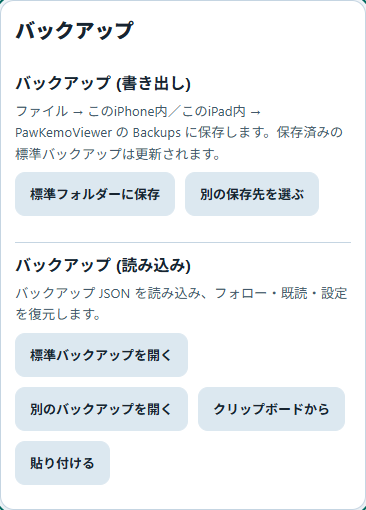 バックアップ
バックアップ (書き出し)
ファイル → このiPhone内／このiPad内 →
PawKemoViewer の Backups に保存します。保存済みの
標準バックアップは更新されます。
標準フォルダーに保存
別の保存先を選ぶ
バックアップ (読み込み)
バックアップ JSON を読み込み、フォロー・既読・設定
を復元します。
標準バックアップを開く
別のバックアップを開く
クリップボードから
貼り付ける